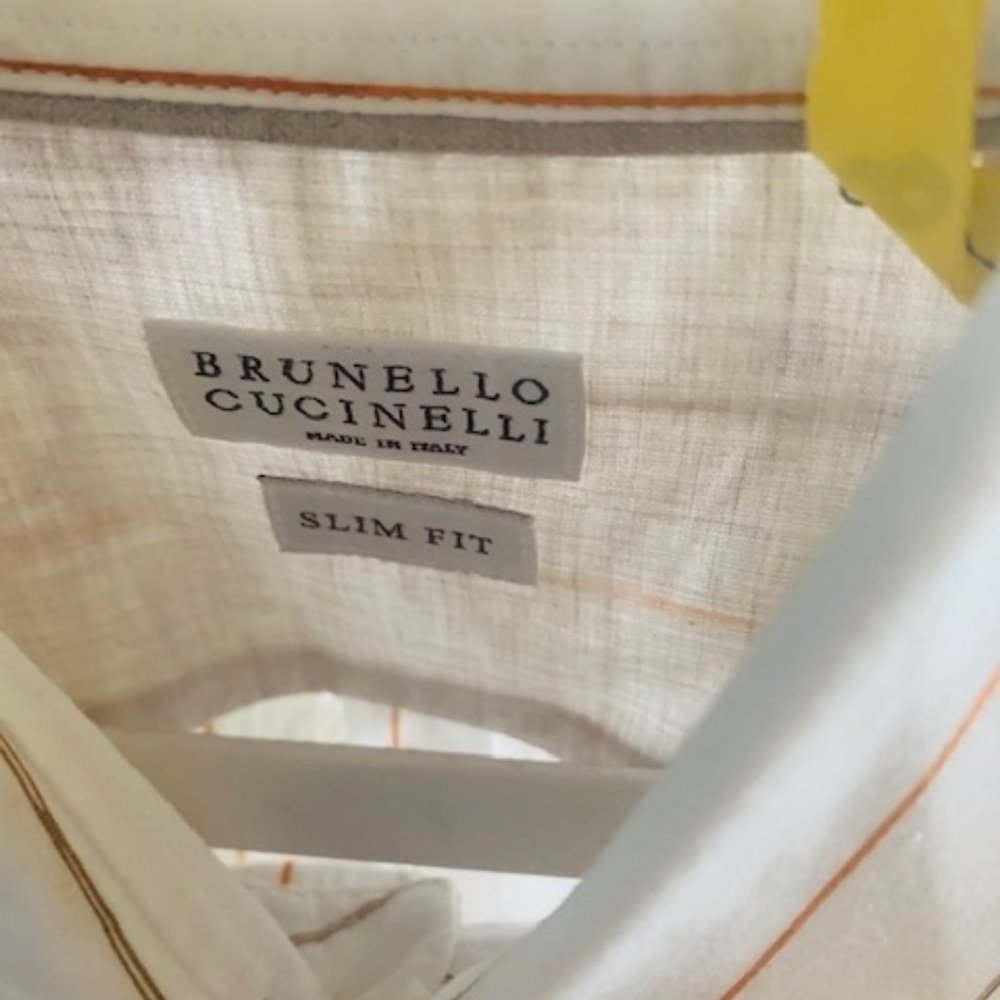 BRUNELLO
CUCINELLI
MADE IN ITALY
SLIM FIT